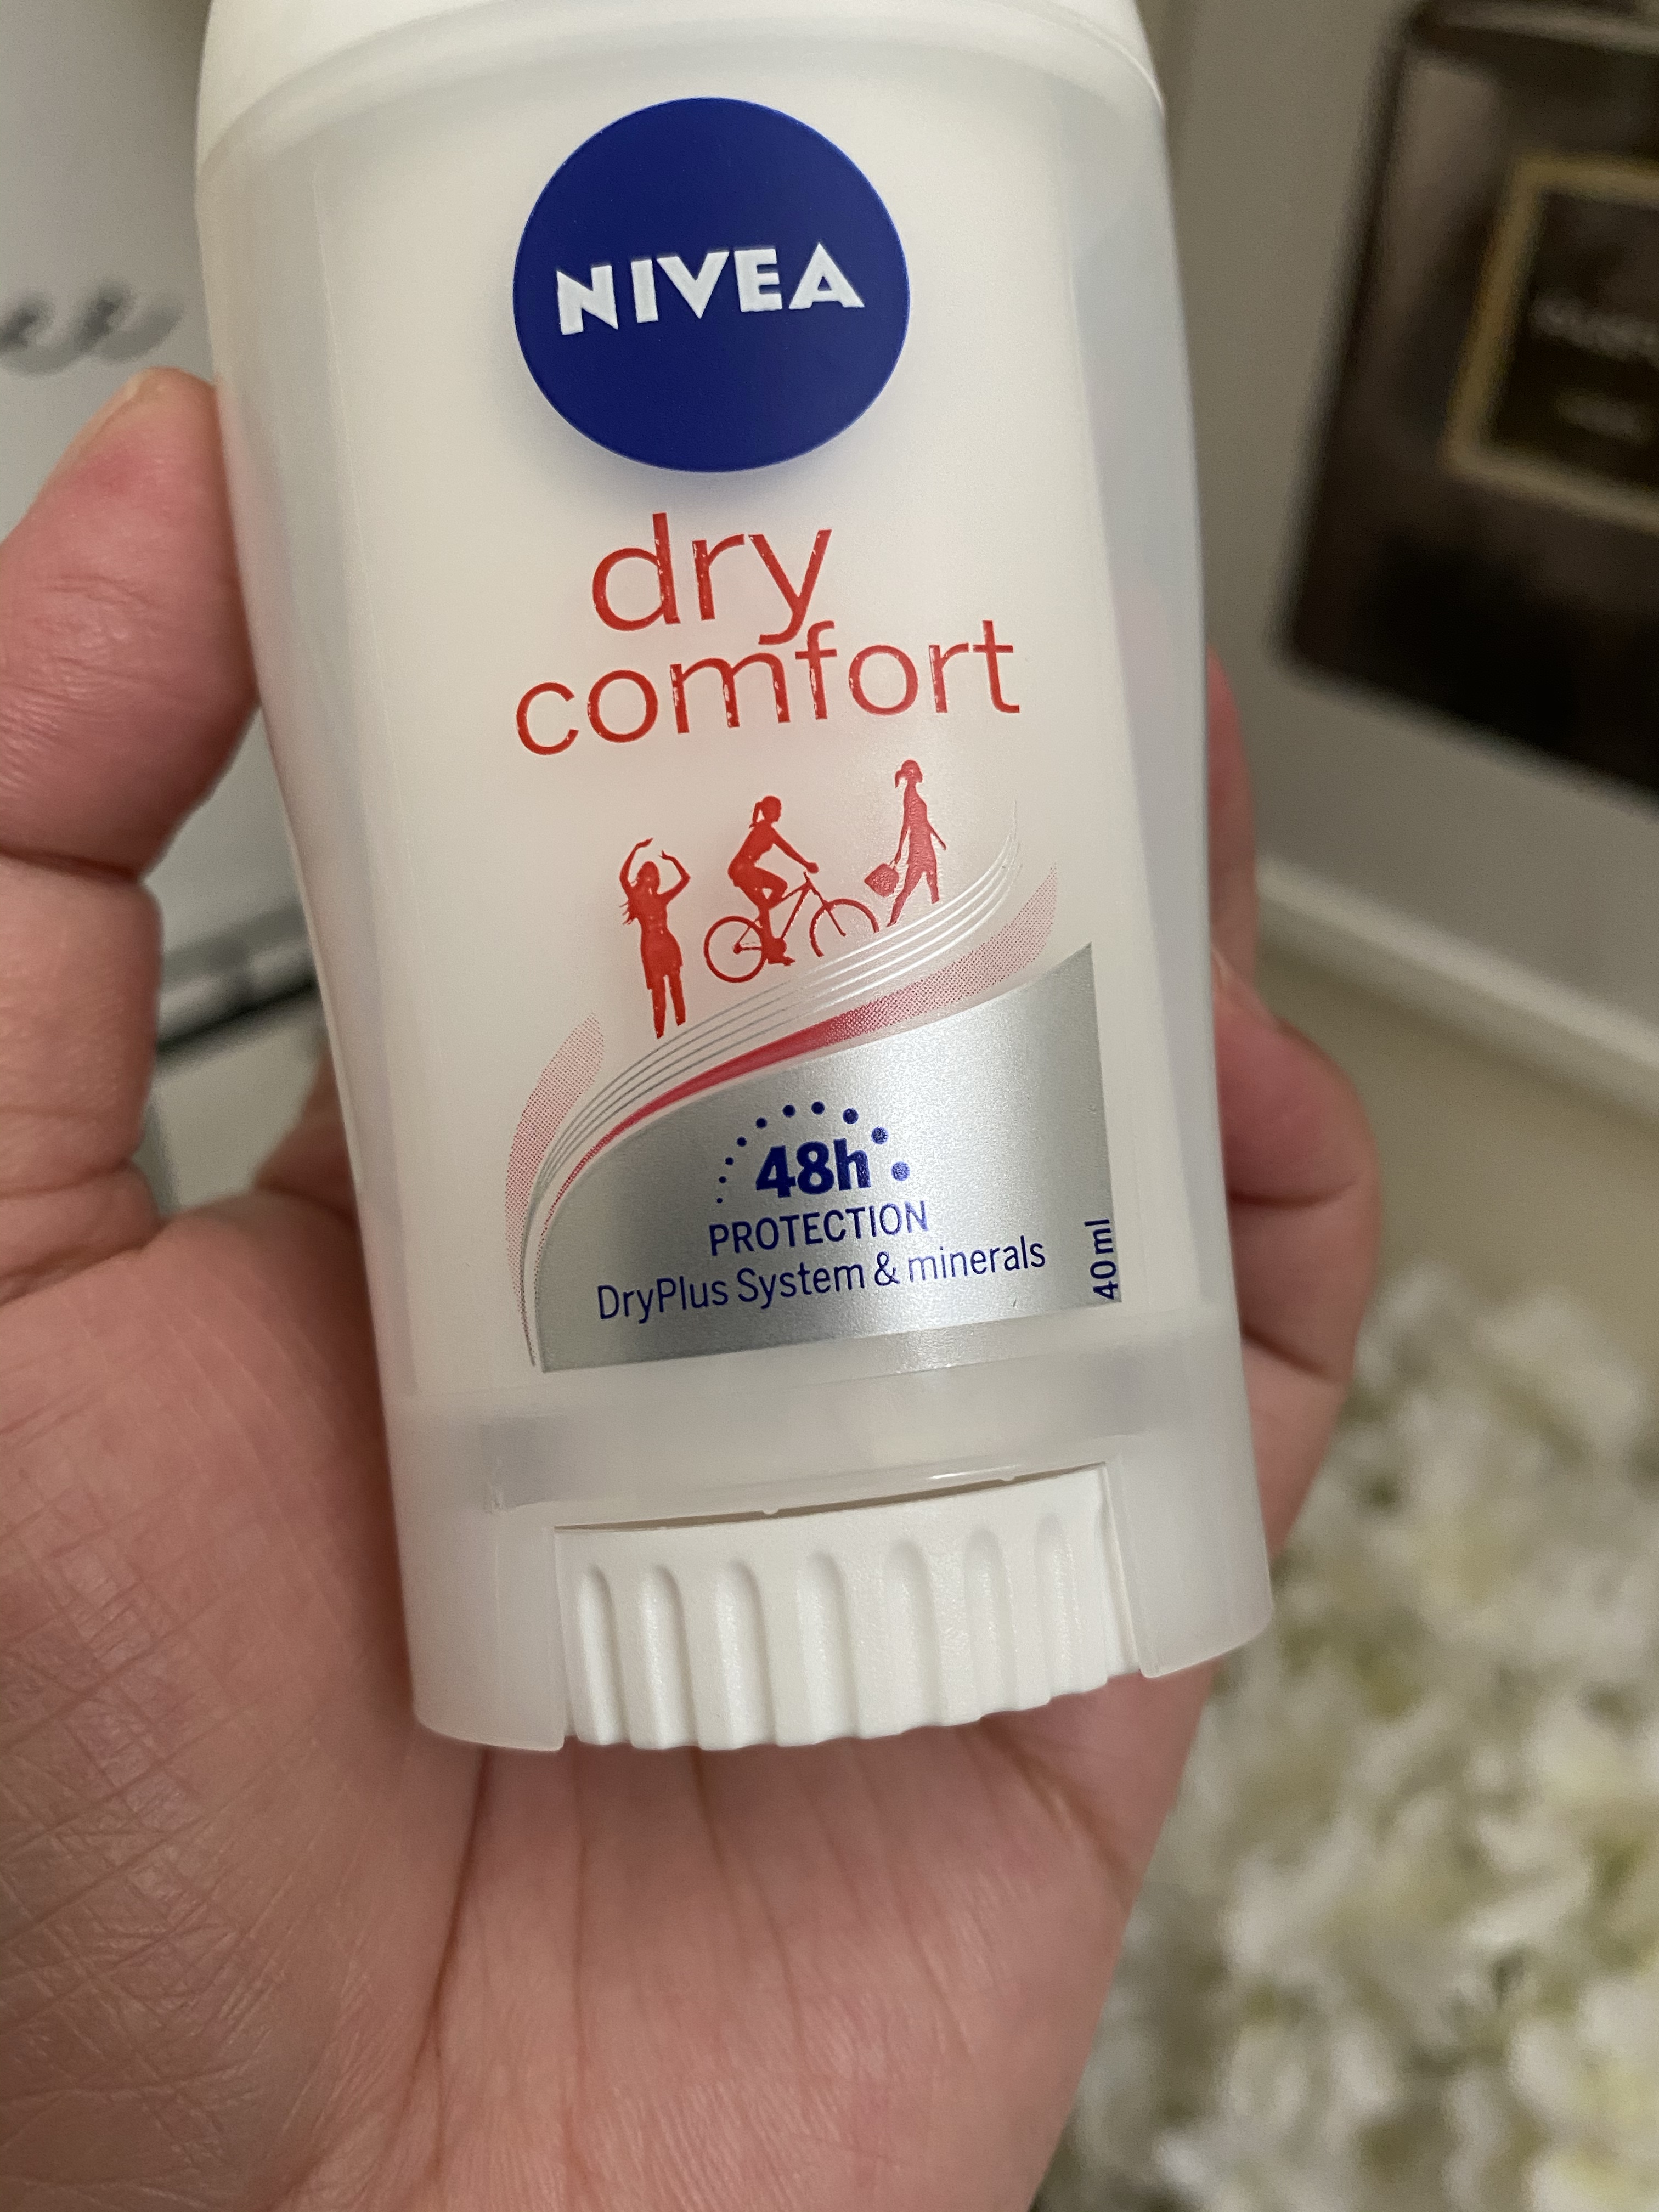 NIVEA
dry
comfort
48h
PROTECTION
DryPlus System & minerals
40 ml